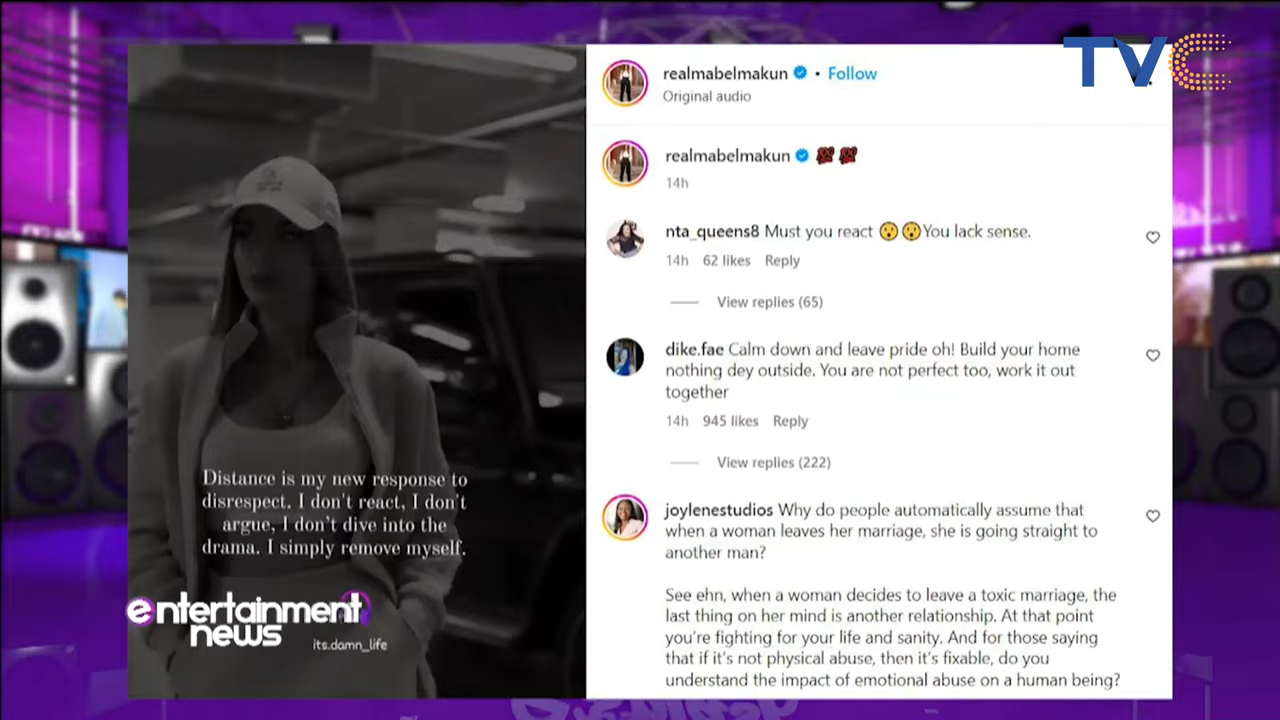 TVC
realmabelmakun • Follow
Original audio
realmabelmakun 💯 💯
14h
nta_queens8 Must you react 😮😮You lack sense.
14h 62 likes Reply
View replies (65)
dike.fae Calm down and leave pride oh! Build your home
nothing dey outside. You are not perfect too, work it out
together
14h 945 likes Reply
View replies (222)
joylenestudios Why do people automatically assume that
when a woman leaves her marriage, she is going straight to
another man?
See ehn, when a woman decides to leave a toxic marriage, the
last thing on her mind is another relationship. At that point
you're fighting for your life and sanity. And for those saying
that if it's not physical abuse, then it's fixable, do you
understand the impact of emotional abuse on a human being?
Distance is my new response to
disrespect. I don't react, I don't
argue, I don't dive into the
drama. I simply remove myself.
entertainment
news
its.damn_life